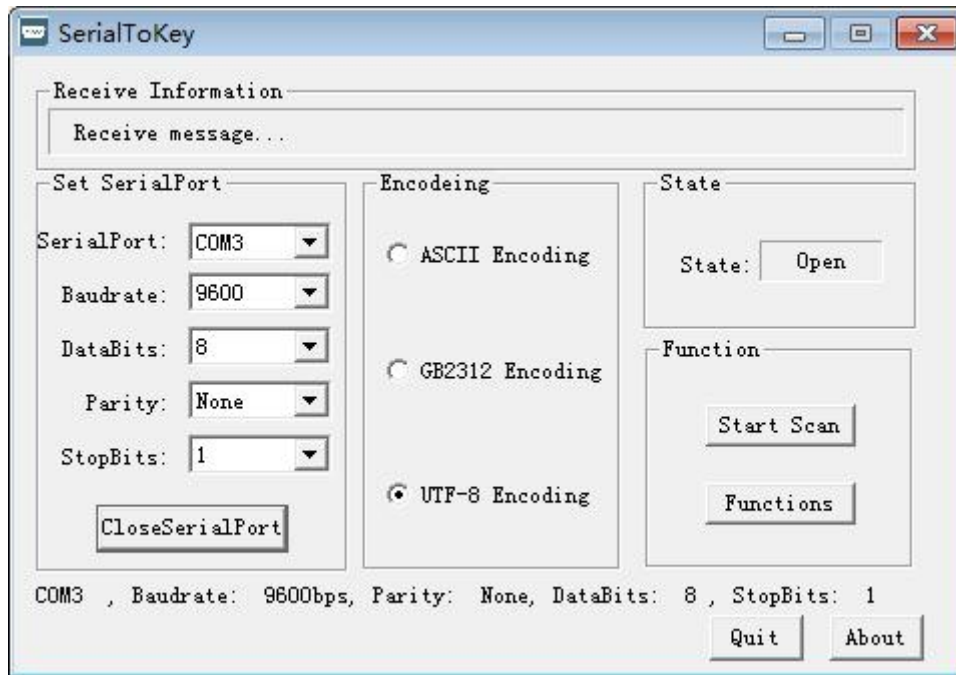 SerialToKey
Receive Information
Receive message...
Set SerialPort
SerialPort: COM3
Baudrate: 9600
DataBits: 8
Parity: None
StopBits: 1
CloseSerialPort
Encodeing
ASCII Encoding
GB2312 Encoding
UTF-8 Encoding
State
State: Open
Function
Start Scan
Functions
COM3 , Baudrate: 9600bps, Parity: None, DataBits: 8 , StopBits: 1
Quit
About